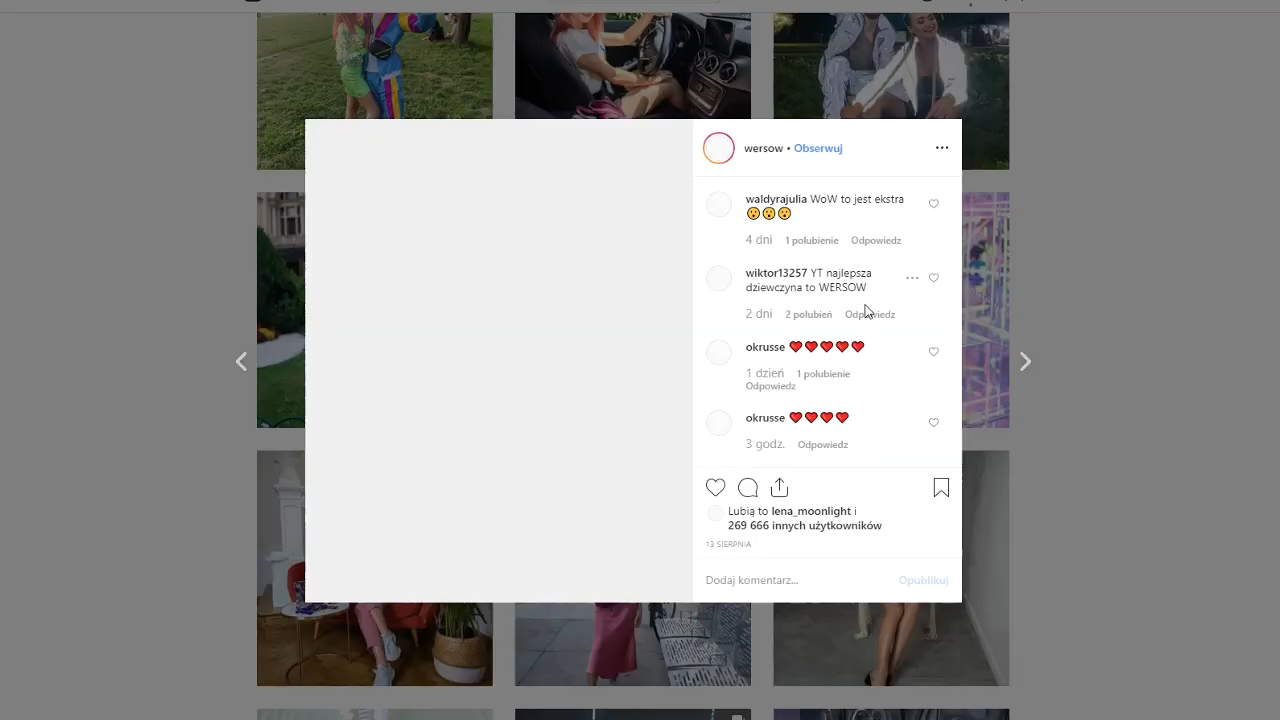 wersow • Obserwuj
waldyrajulia WoW to jest ekstra
😮😮😮
4 dni 1 polubienie Odpowiedz
wiktor13257 YT najlepsza
dziewczyna to WERSOW
2 dni 2 polubień Odpowiedz
okrusse ❤❤❤❤❤
1 dzień 1 polubienie
Odpowiedz
okrusse ❤❤❤❤
3 godz. Odpowiedz
Lubią to lena_moonlight i
269 666 innych użytkowników
13 SIERPNIA
Dodaj komentarz... Opublikuj